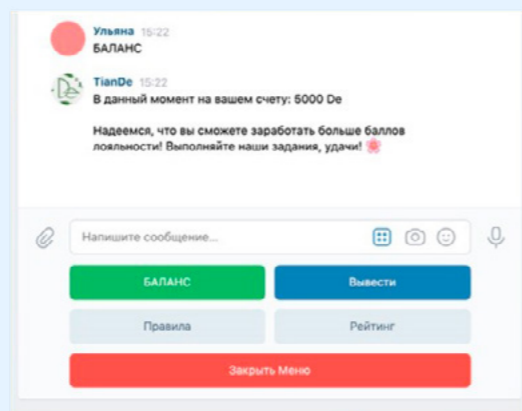 Ульяна 15:22
БАЛАНС
TianDe 15:22
В данный момент на вашем счету: 5000 De
Надеемся, что вы сможете заработать больше баллов
лояльности! Выполняйте наши задания, удачи! 🌸
Напишите сообщение...
БАЛАНС Вывести
Правила Рейтинг
Закрыть Меню